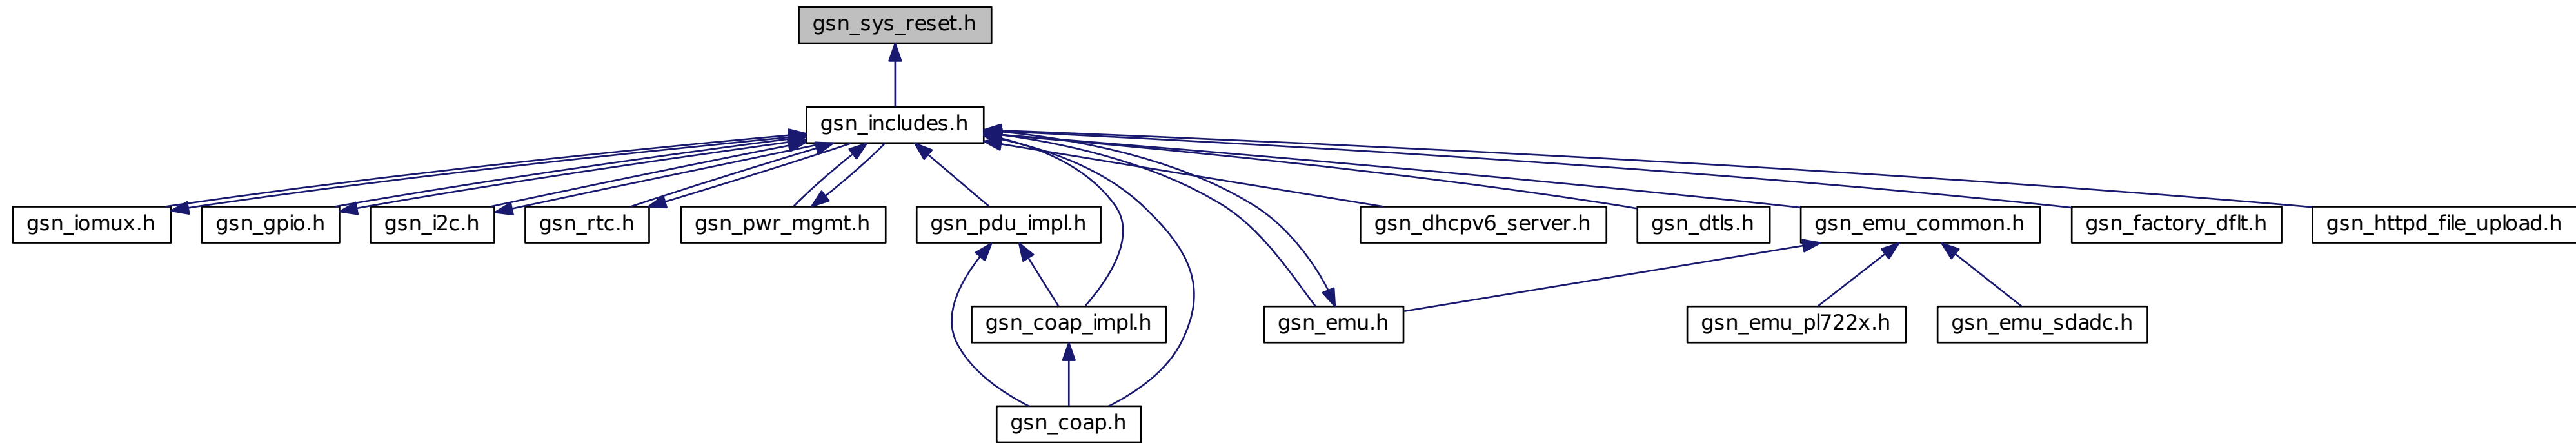 gsn_sys_reset.h
gsn_includes.h
gsn_iomux.h
gsn_gpio.h
gsn_i2c.h
gsn_rtc.h
gsn_pwr_mgmt.h
gsn_pdu_impl.h
gsn_dhcpv6_server.h
gsn_dtls.h
gsn_emu_common.h
gsn_factory_dflt.h
gsn_httpd_file_upload.h
gsn_coap_impl.h
gsn_emu.h
gsn_emu_pl722x.h
gsn_emu_sdadc.h
gsn_coap.h